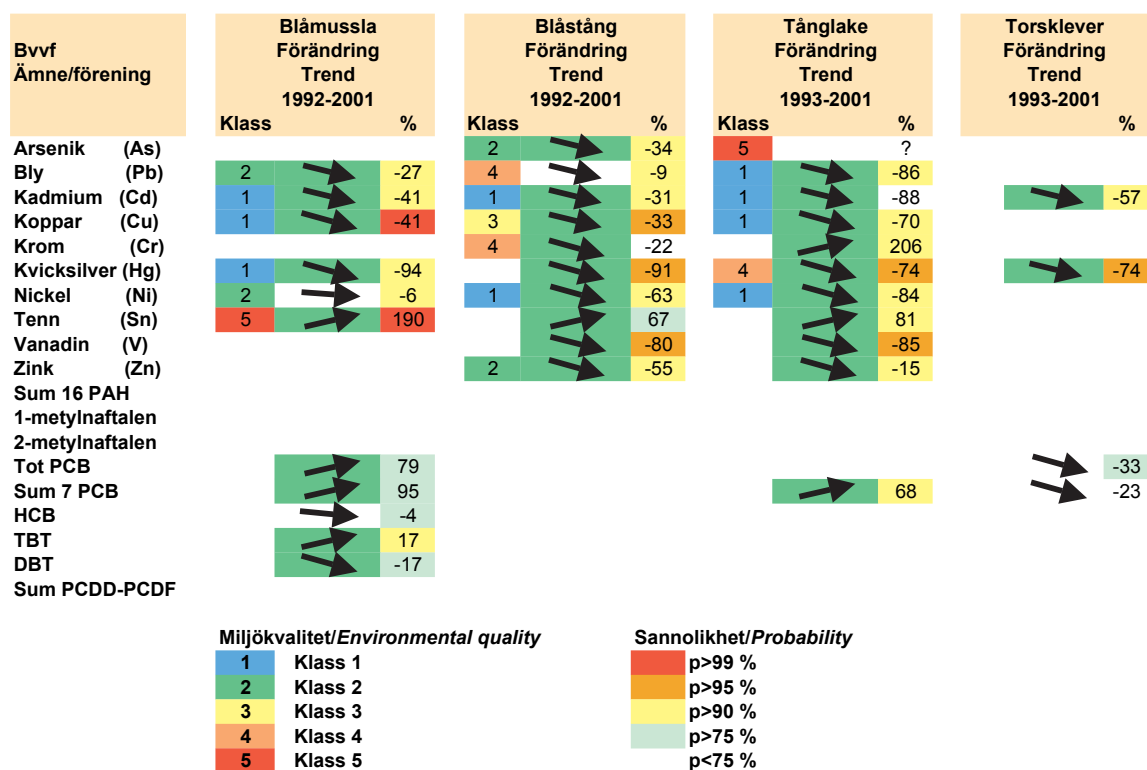 Bvvf
Ämne/förening
Blåmussla
Förändring
Trend
1992-2001
Klass %
Blåstång
Förändring
Trend
1992-2001
Klass %
Tånglake
Förändring
Trend
1993-2001
Klass %
Torsklever
Förändring
Trend
1993-2001
%
Arsenik (As) 2 -34 5 ?
Bly (Pb) 2 -27 4 -9 1 -86
Kadmium (Cd) 1 -41 1 -31 1 -88 -57
Koppar (Cu) 1 -41 3 -33 1 -70
Krom (Cr) 4 -22 206
Kvicksilver (Hg) 1 -94 -91 4 -74 -74
Nickel (Ni) 2 -6 1 -63 1 -84
Tenn (Sn) 5 190 67 81
Vanadin (V) -80 -85
Zink (Zn) 2 -55 -15
Sum 16 PAH
1-metylnaftalen
2-metylnaftalen
Tot PCB 79 -33
Sum 7 PCB 95 68 -23
HCB -4
TBT 17
DBT -17
Sum PCDD-PCDF
Miljökvalitet/Environmental quality
1 Klass 1
2 Klass 2
3 Klass 3
4 Klass 4
5 Klass 5
Sannolikhet/Probability
p>99 %
p>95 %
p>90 %
p>75 %
p<75 %